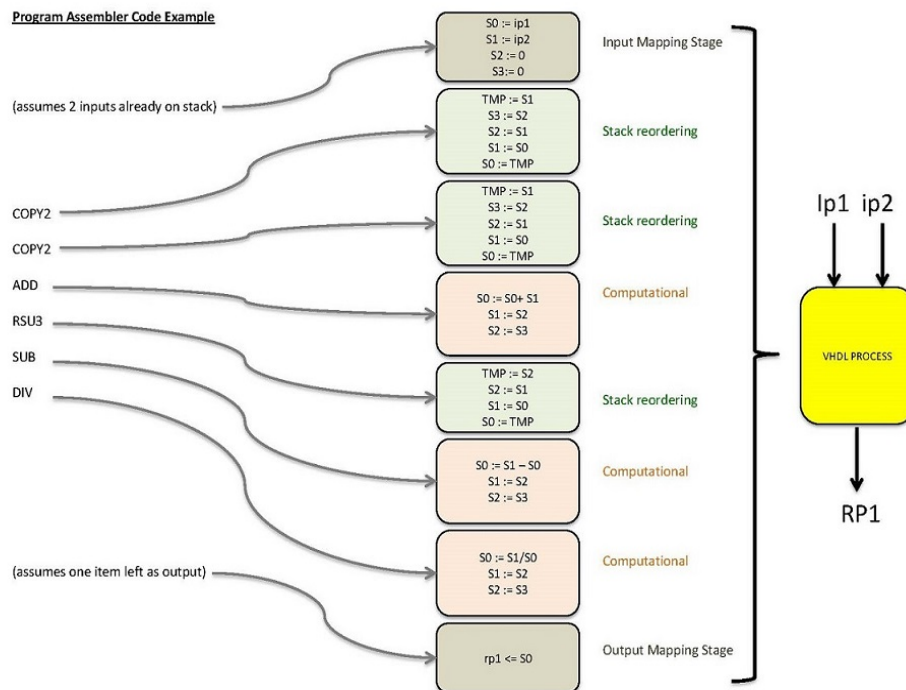 Program Assembler Code Example
(assumes 2 inputs already on stack)
COPY2
COPY2
ADD
RSU3
SUB
DIV
(assumes one item left as output)
S0 := ip1
S1 := ip2
S2 := 0
S3:= 0
Input Mapping Stage
TMP := S1
S3 := S2
S2 := S1
S1 := S0
S0 := TMP
Stack reordering
TMP := S1
S3 := S2
S2 := S1
S1 := S0
S0 := TMP
Stack reordering
S0 := S0+ S1
S1 := S2
S2 := S3
Computational
TMP := S2
S2 := S1
S1 := S0
S0 := TMP
Stack reordering
S0 := S1 – S0
S1 := S2
S2 := S3
Computational
S0 := S1/S0
S1 := S2
S2 := S3
Computational
rp1 <= S0
Output Mapping Stage
Ip1 ip2
VHDL PROCESS
RP1